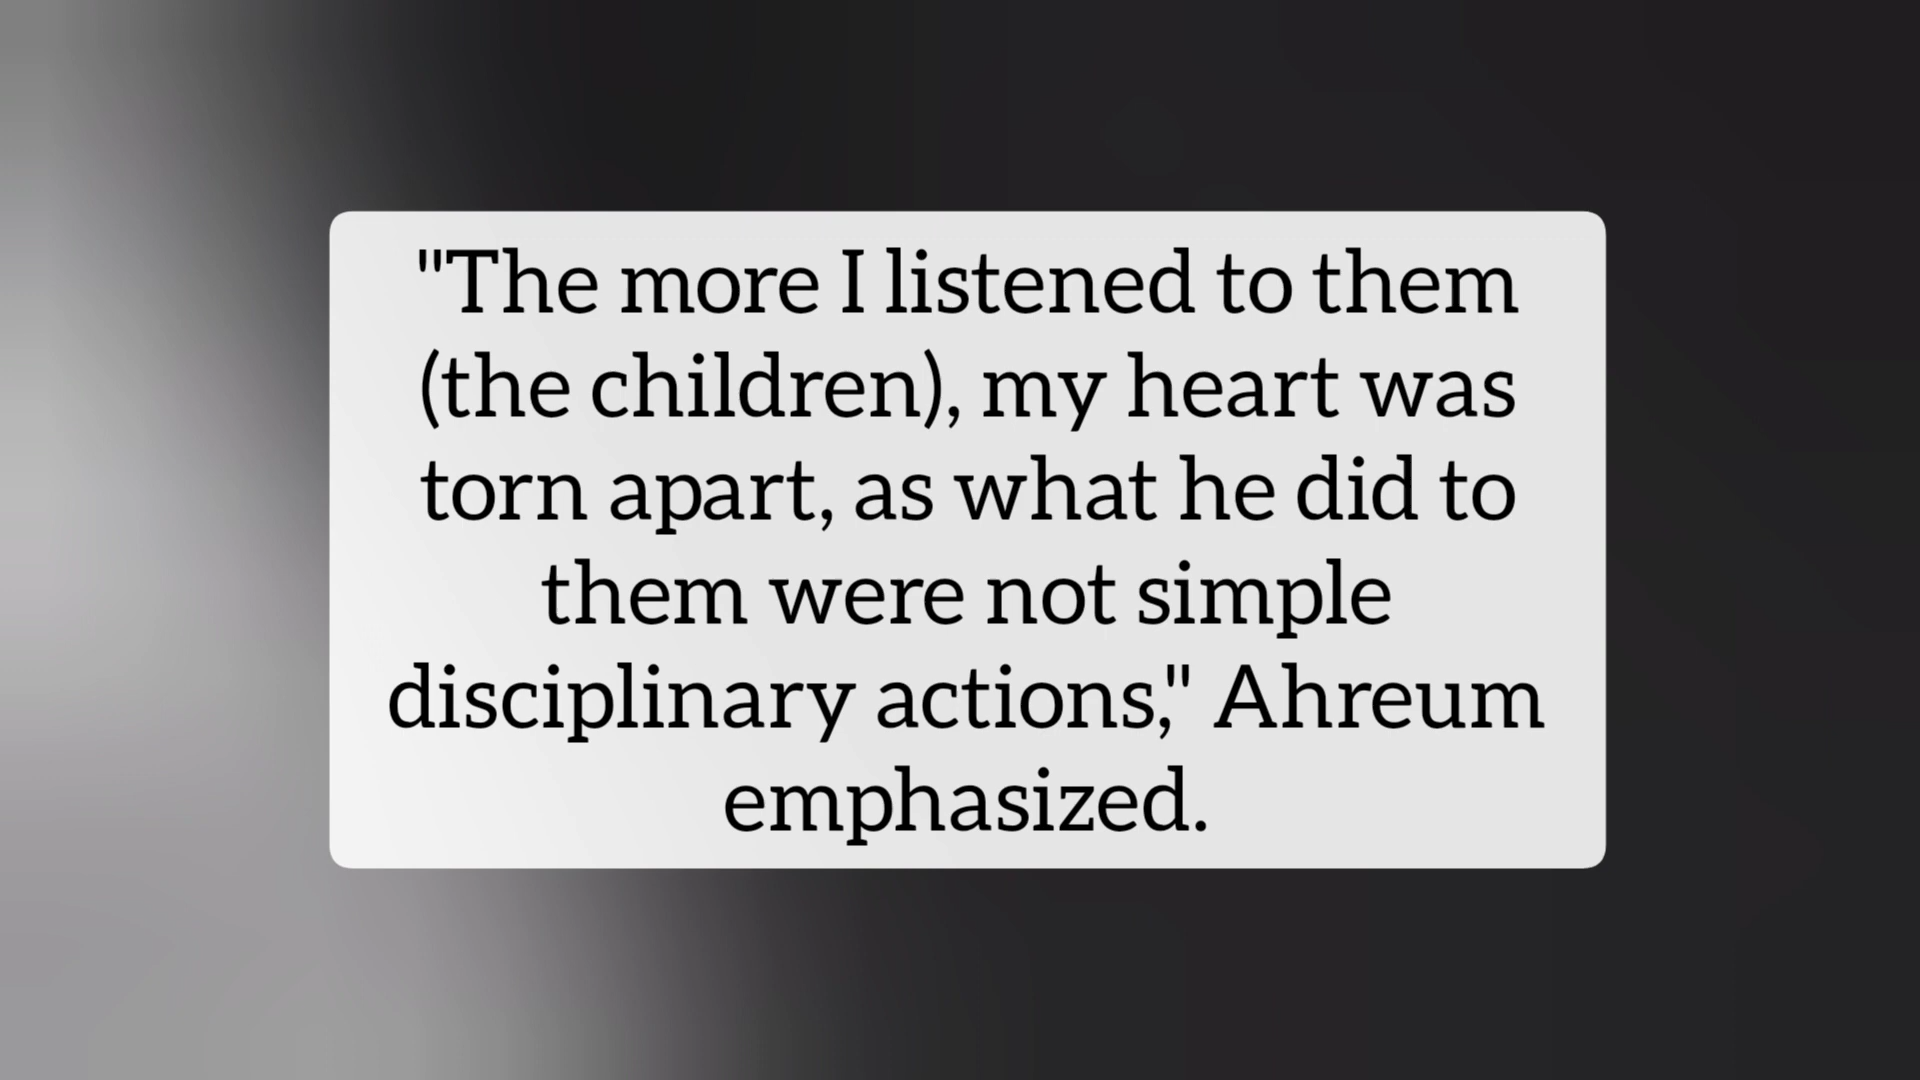 "The more I listened to them
(the children), my heart was
torn apart, as what he did to
them were not simple
disciplinary actions," Ahreum
emphasized.